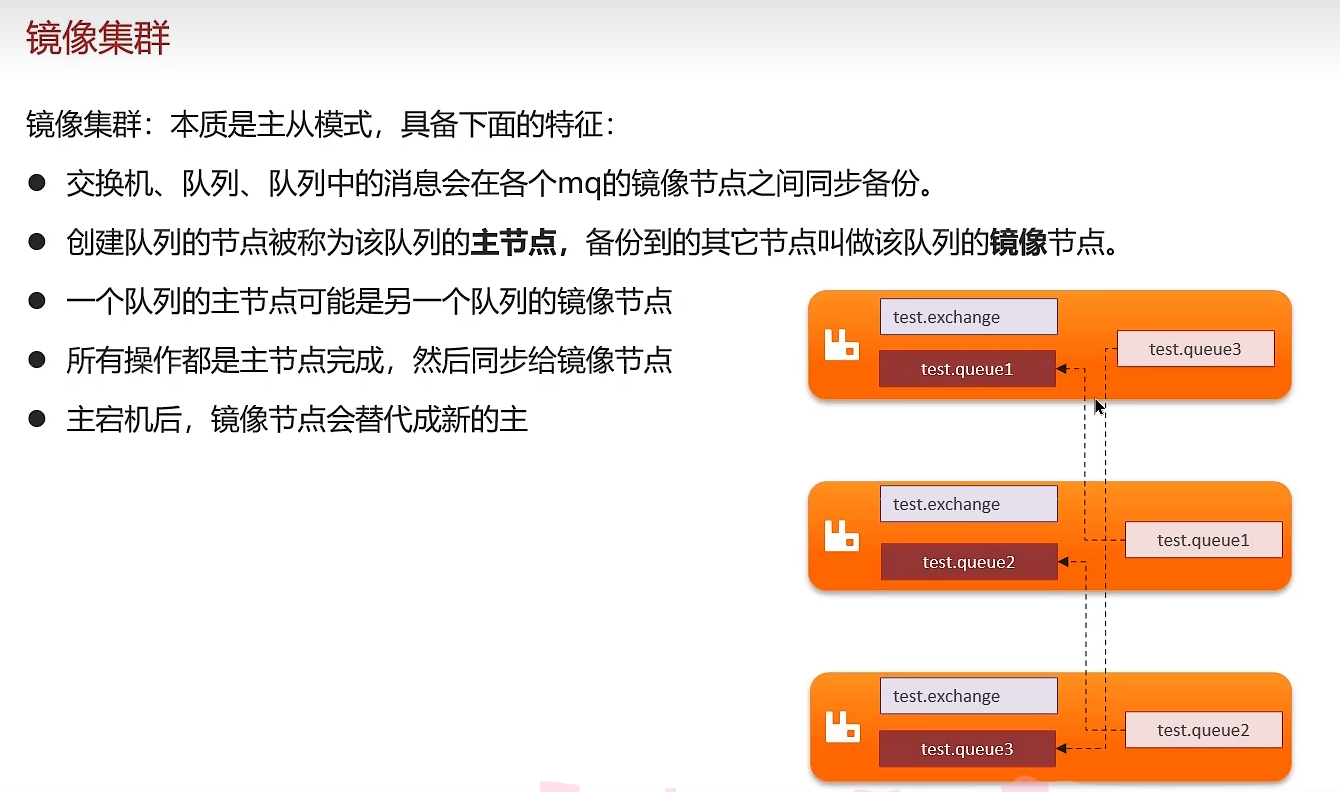 镜像集群
镜像集群：本质是主从模式，具备下面的特征：
● 交换机、队列、队列中的消息会在各个mq的镜像节点之间同步备份。
● 创建队列的节点被称为该队列的主节点，备份到的其它节点叫做该队列的镜像节点。
● 一个队列的主节点可能是另一个队列的镜像节点
● 所有操作都是主节点完成，然后同步给镜像节点
● 主宕机后，镜像节点会替代成新的主
test.exchange
test.queue3
test.queue1
test.exchange
test.queue1
test.queue2
test.exchange
test.queue2
test.queue3